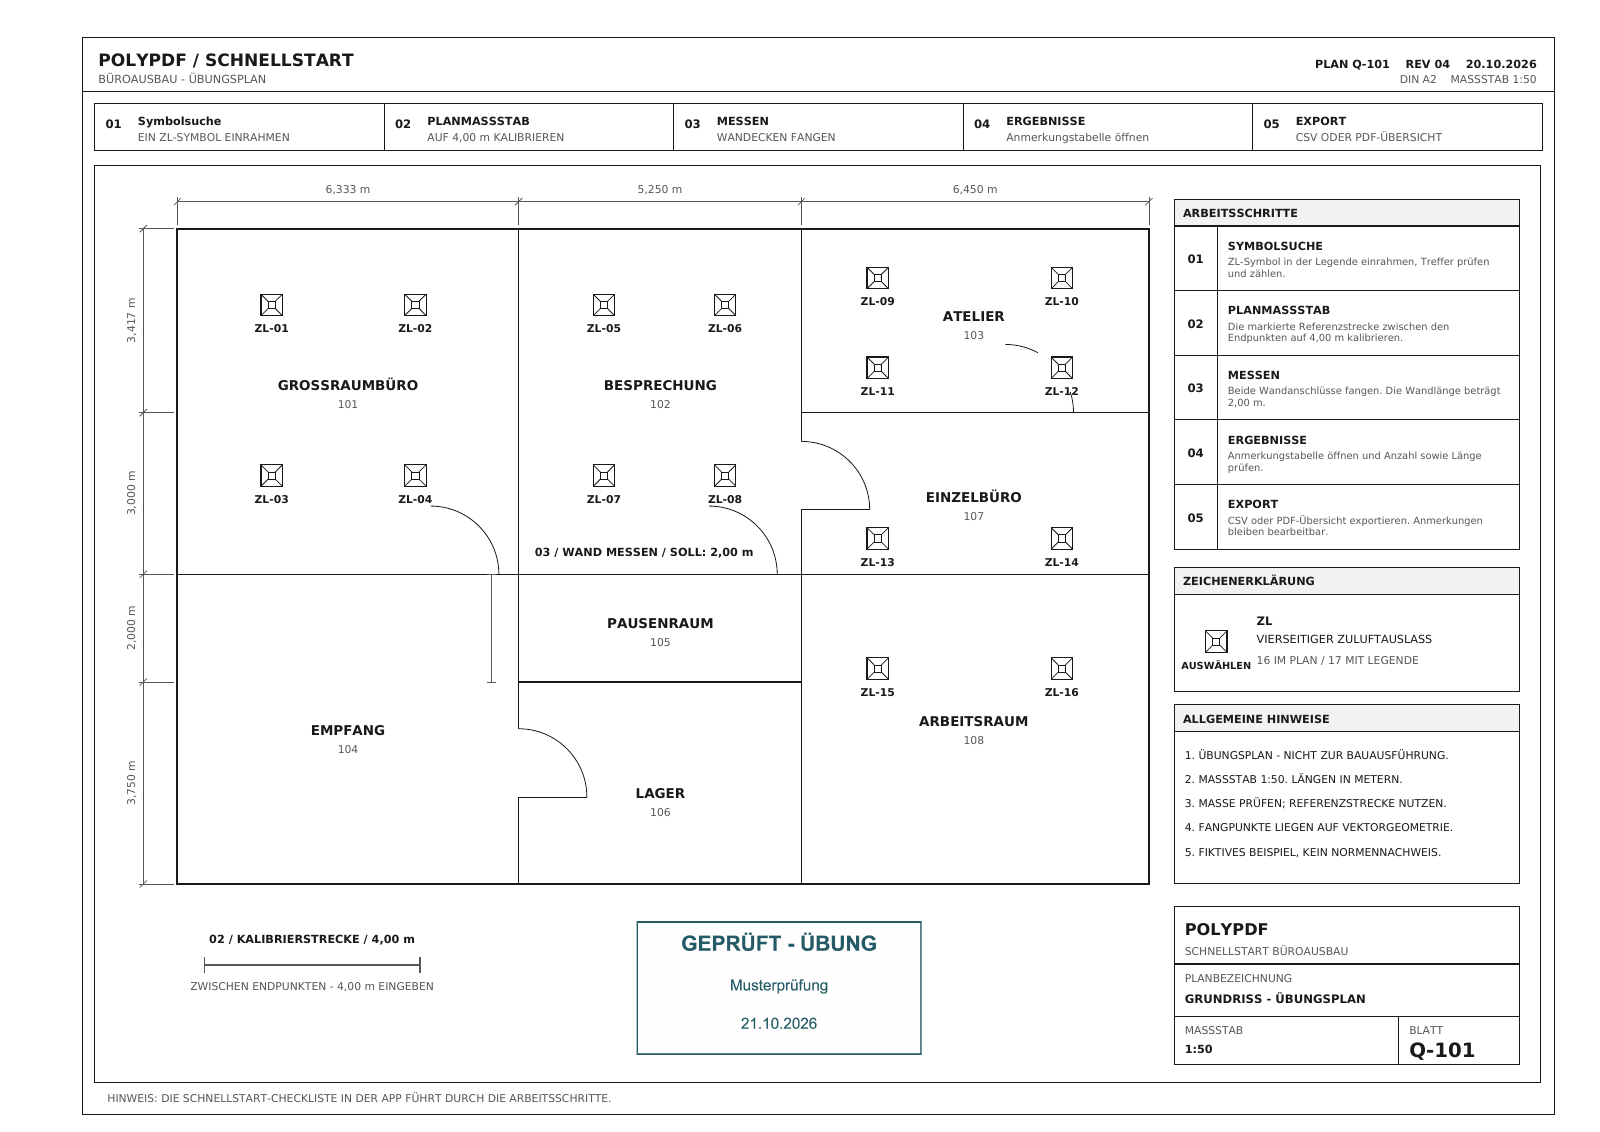 POLYPDF / SCHNELLSTART
BÜROAUSBAU - ÜBUNGSPLAN
PLAN Q-101 REV 04 20.10.2026
DIN A2 MASSSTAB 1:50
01 Symbolsuche
EIN ZL-SYMBOL EINRAHMEN
02 PLANMASSSTAB
AUF 4,00 m KALIBRIEREN
03 MESSEN
WANDECKEN FANGEN
04 ERGEBNISSE
Anmerkungstabelle öffnen
05 EXPORT
CSV ODER PDF-ÜBERSICHT
6,333 m
5,250 m
6,450 m
3,417 m
3,000 m
2,000 m
3,750 m
ZL-01
ZL-02
GROSSRAUMBÜRO
101
ZL-03
ZL-04
ZL-05
ZL-06
BESPRECHUNG
102
ZL-07
ZL-08
03 / WAND MESSEN / SOLL: 2,00 m
ZL-09
ZL-10
ATELIER
103
ZL-11
ZL-12
EINZELBÜRO
107
ZL-13
ZL-14
EMPFANG
104
PAUSENRAUM
105
LAGER
106
ZL-15
ZL-16
ARBEITSRAUM
108
02 / KALIBRIERSTRECKE / 4,00 m
ZWISCHEN ENDPUNKTEN - 4,00 m EINGEBEN
GEPRÜFT - ÜBUNG
Musterprüfung
21.10.2026
ARBEITSSCHRITTE
01
SYMBOLSUCHE
ZL-Symbol in der Legende einrahmen, Treffer prüfen
und zählen.
02
PLANMASSSTAB
Die markierte Referenzstrecke zwischen den
Endpunkten auf 4,00 m kalibrieren.
03
MESSEN
Beide Wandanschlüsse fangen. Die Wandlänge beträgt
2,00 m.
04
ERGEBNISSE
Anmerkungstabelle öffnen und Anzahl sowie Länge
prüfen.
05
EXPORT
CSV oder PDF-Übersicht exportieren. Anmerkungen
bleiben bearbeitbar.
ZEICHENERKLÄRUNG
ZL
VIERSEITIGER ZULUFTAUSLASS
16 IM PLAN / 17 MIT LEGENDE
AUSWÄHLEN
ALLGEMEINE HINWEISE
1. ÜBUNGSPLAN - NICHT ZUR BAUAUSFÜHRUNG.
2. MASSSTAB 1:50. LÄNGEN IN METERN.
3. MASSE PRÜFEN; REFERENZSTRECKE NUTZEN.
4. FANGPUNKTE LIEGEN AUF VEKTORGEOMETRIE.
5. FIKTIVES BEISPIEL, KEIN NORMENNACHWEIS.
POLYPDF
SCHNELLSTART BÜROAUSBAU
PLANBEZEICHNUNG
GRUNDRISS - ÜBUNGSPLAN
MASSSTAB
1:50
BLATT
Q-101
HINWEIS: DIE SCHNELLSTART-CHECKLISTE IN DER APP FÜHRT DURCH DIE ARBEITSSCHRITTE.